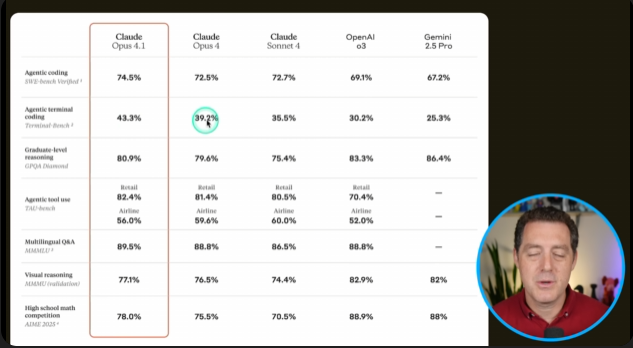 Claude
Opus 4.1
Claude
Opus 4
Claude
Sonnet 4
OpenAI
o3
Gemini
2.5 Pro
Agentic coding
SWE-bench Verified ¹
74.5% 72.5% 72.7% 69.1% 67.2%
Agentic terminal
coding
Terminal-Bench ²
43.3% 39.2% 35.5% 30.2% 25.3%
Graduate-level
reasoning
GPQA Diamond
80.9% 79.6% 75.4% 83.3% 86.4%
Agentic tool use
TAU-bench
Retail Retail Retail Retail
82.4% 81.4% 80.5% 70.4% —
Airline Airline Airline Airline
56.0% 59.6% 60.0% 52.0% —
Multilingual Q&A
MMMLU ³
89.5% 88.8% 86.5% 88.8% —
Visual reasoning
MMMU (validation)
77.1% 76.5% 74.4% 82.9% 82%
High school math
competition
AIME 2025 ⁴
78.0% 75.5% 70.5% 88.9% 88%